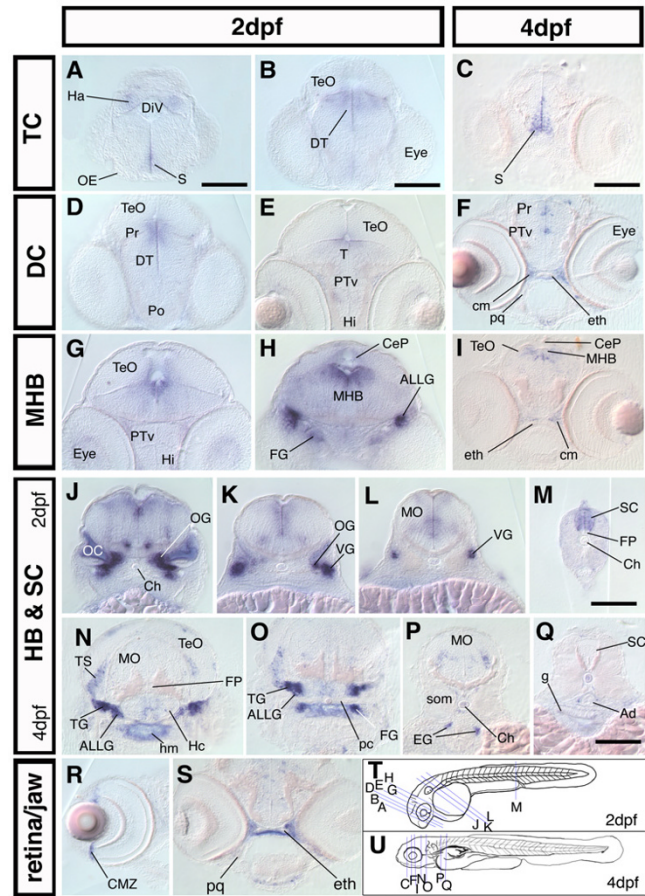 2dpf 4dpf
TC
A
Ha
DiV
OE
S
B
TeO
DT
Eye
C
S
DC
D
TeO
Pr
DT
Po
E
TeO
T
PTv
Hi
F
Pr
PTv
Eye
cm
pq
eth
MHB
G
TeO
PTv
Eye
Hi
H
CeP
MHB
ALLG
FG
I
CeP
TeO
MHB
eth
cm
HB & SC
2dpf
4dpf
J
OG
OC
Ch
K
OG
VG
L
MO
VG
M
SC
FP
Ch
N
TS
MO
TeO
FP
TG
ALLG
hm
Hc
O
TG
ALLG
pc
FG
P
MO
som
EG
Ch
Q
SC
g
Ad
retina/jaw
R
CMZ
S
pq
eth
T
D E H G
B
A
J K L
M
2dpf
U
C F I N O P Q
4dpf